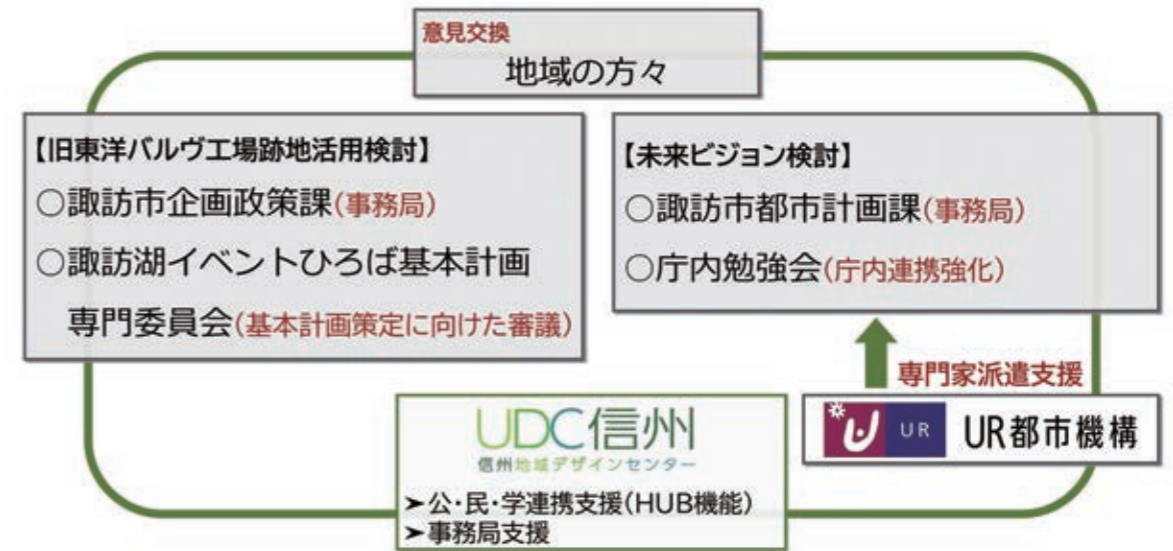 意見交換
地域の方々
【旧東洋バルヴ工場跡地活用検討】
○諏訪市企画政策課(事務局)
○諏訪湖イベントひろば基本計画
専門委員会(基本計画策定に向けた審議)
【未来ビジョン検討】
○諏訪市都市計画課(事務局)
○庁内勉強会(庁内連携強化)
専門家派遣支援
UR
UR都市機構
UDC信州
信州地域デザインセンター
➤公・民・学連携支援(HUB機能)
➤事務局支援